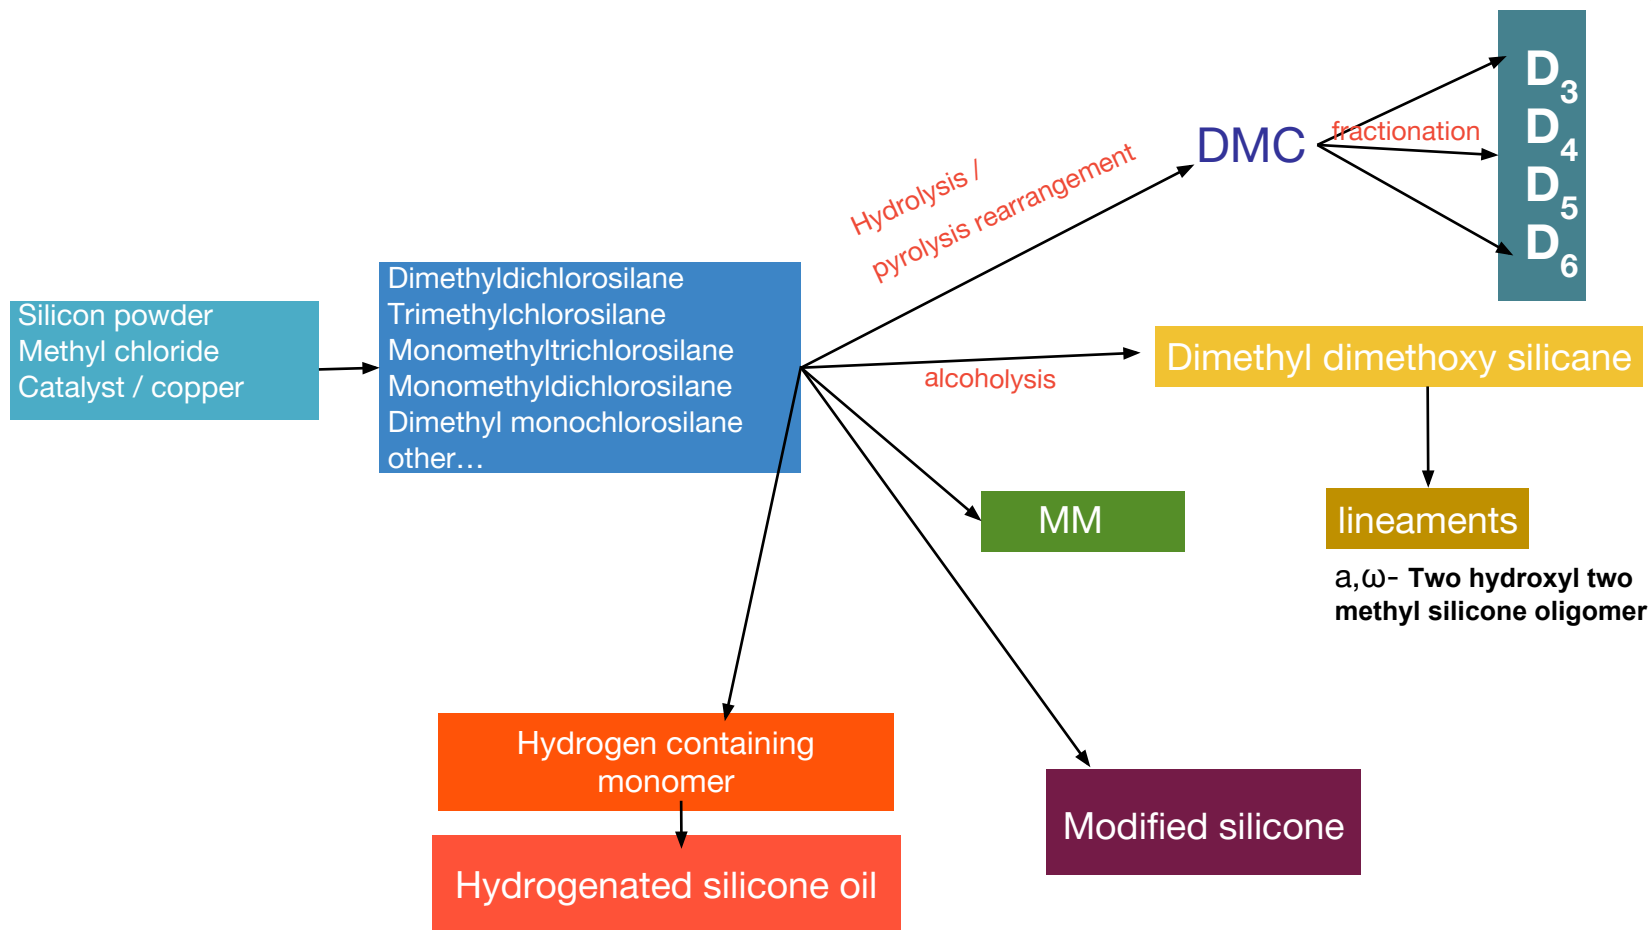 Silicon powder
Methyl chloride
Catalyst / copper
Dimethyldichlorosilane
Trimethylchlorosilane
Monomethyltrichlorosilane
Monomethyldichlorosilane
Dimethyl monochlorosilane
other…
Hydrolysis /
pyrolysis rearrangement
DMC
fractionation
D3
D4
D5
D6
alcoholysis
Dimethyl dimethoxy silicane
lineaments
a,ω- Two hydroxyl two
methyl silicone oligomer
MM
Hydrogen containing
monomer
Hydrogenated silicone oil
Modified silicone